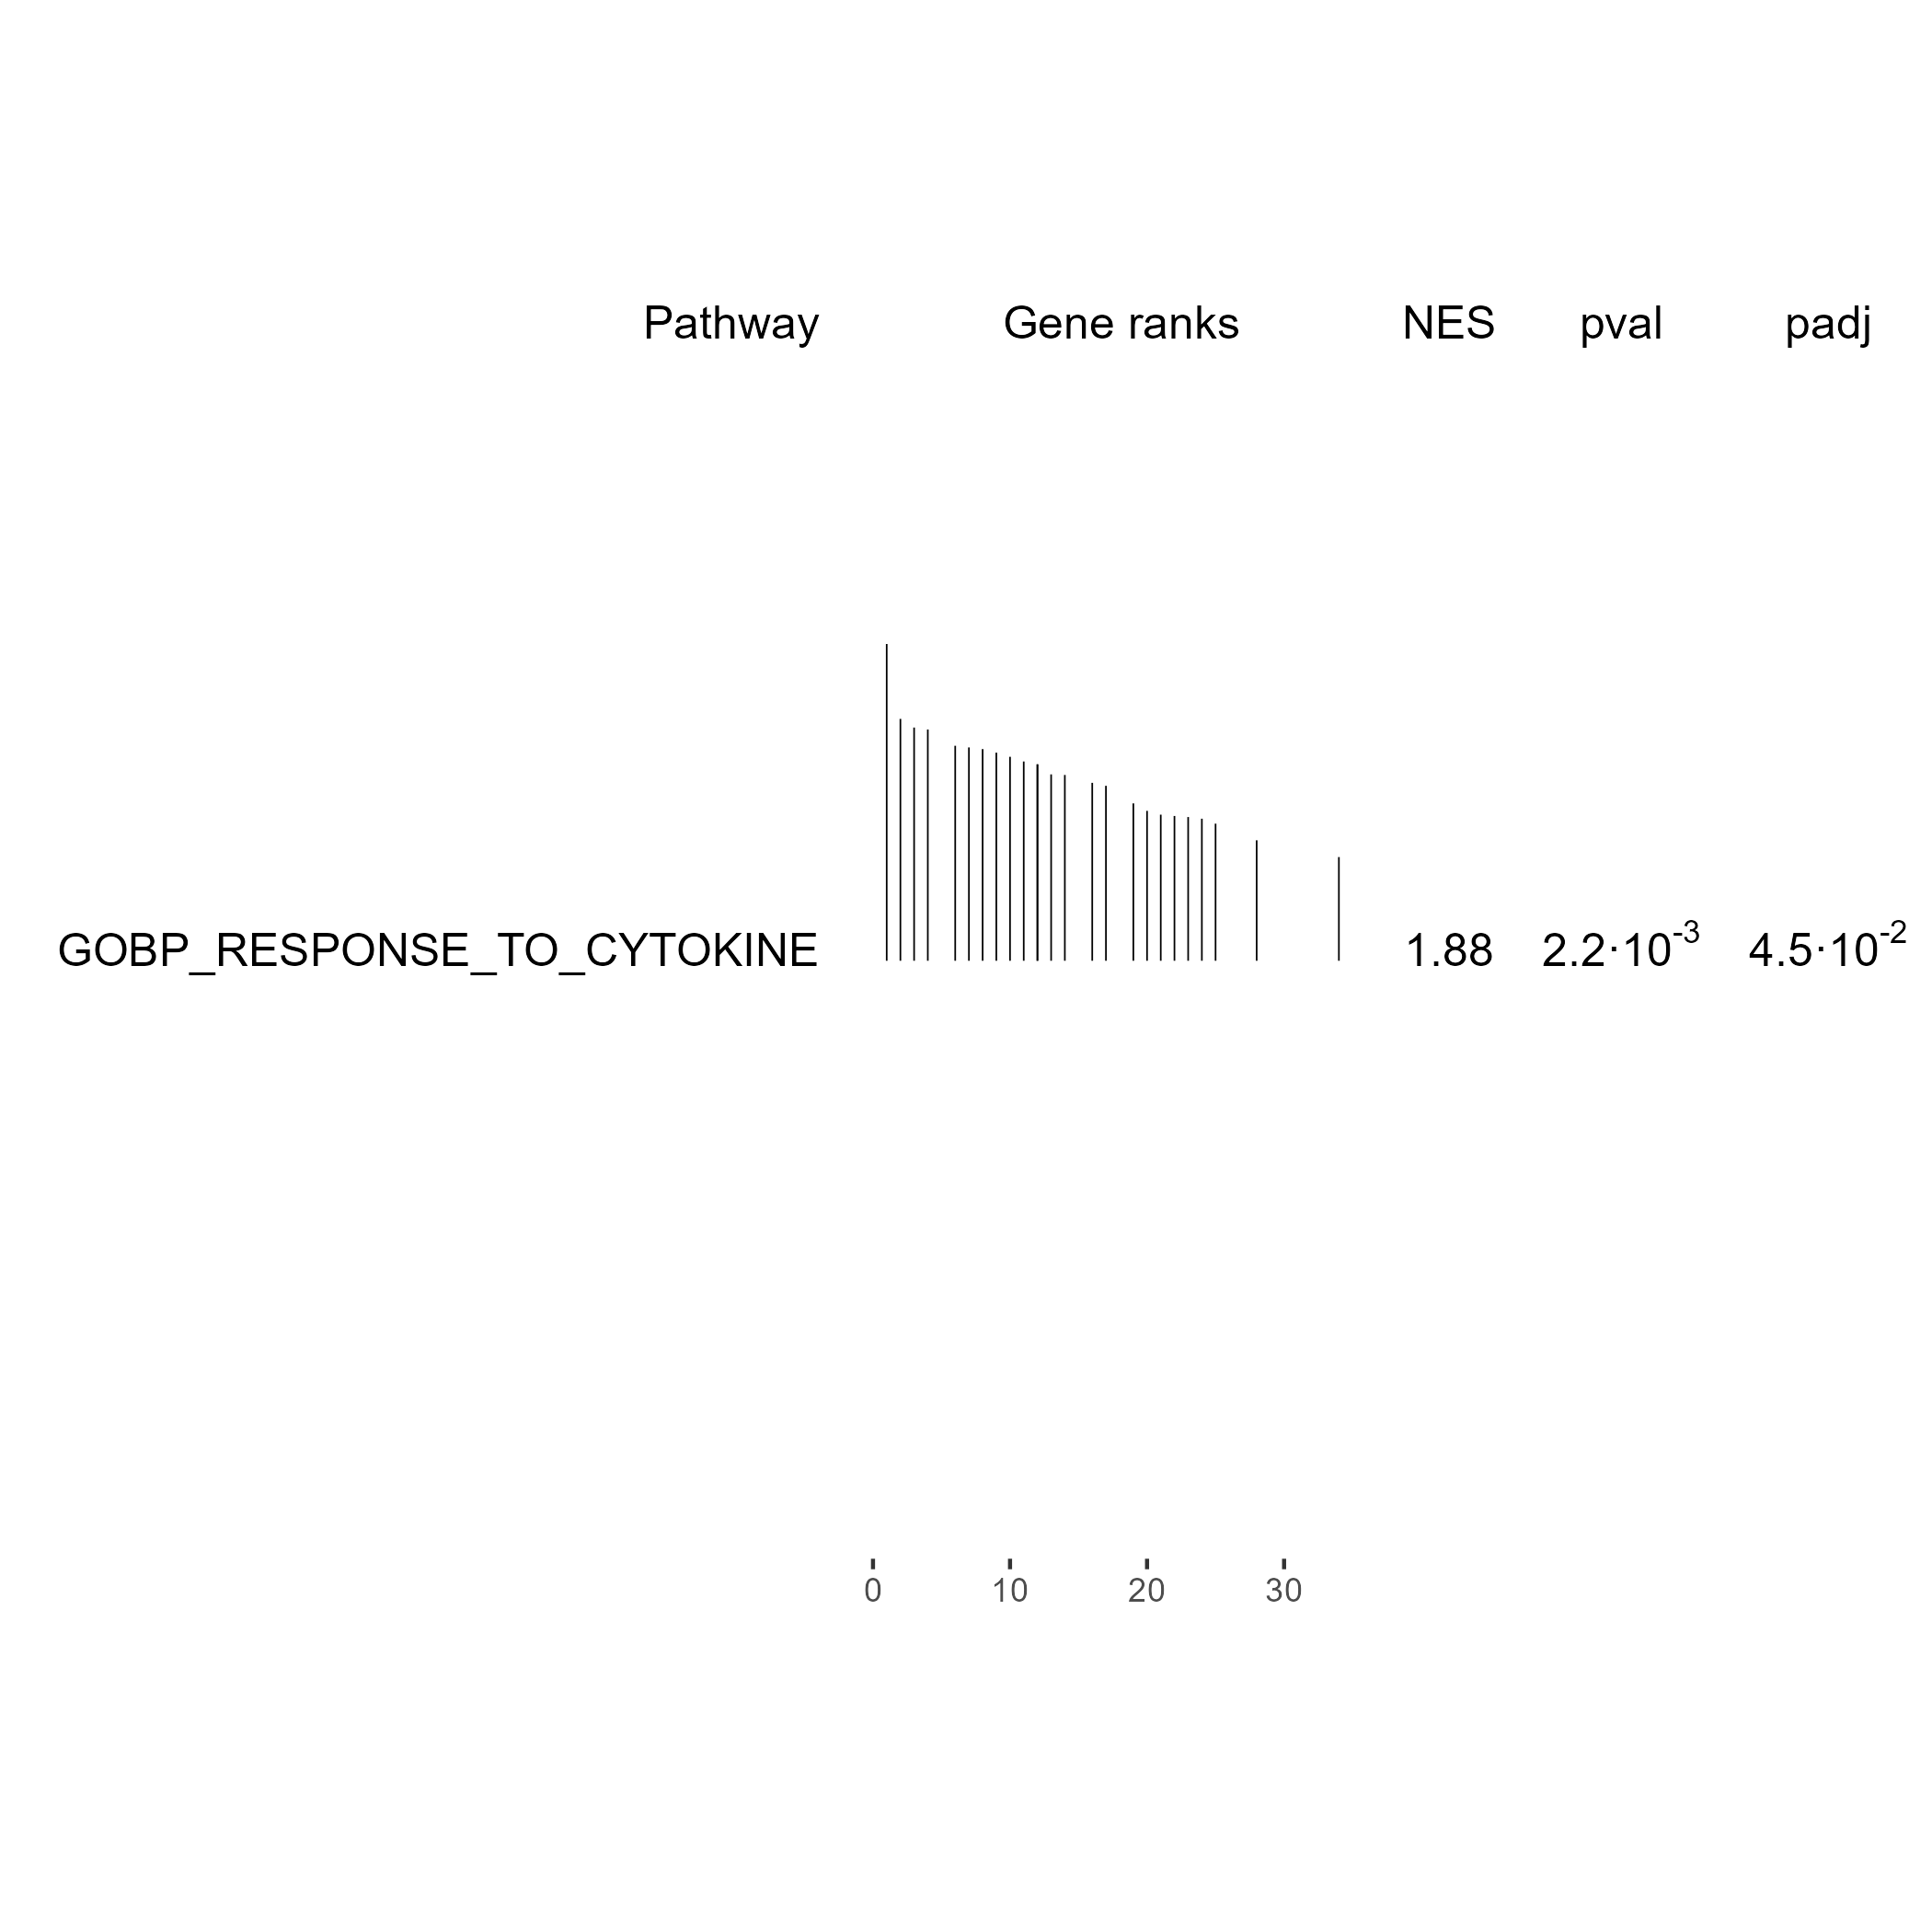 Pathway Gene ranks NES pval padj
GOBP_RESPONSE_TO_CYTOKINE 1.88 2.2·10⁻³ 4.5·10⁻²
0 10 20 30